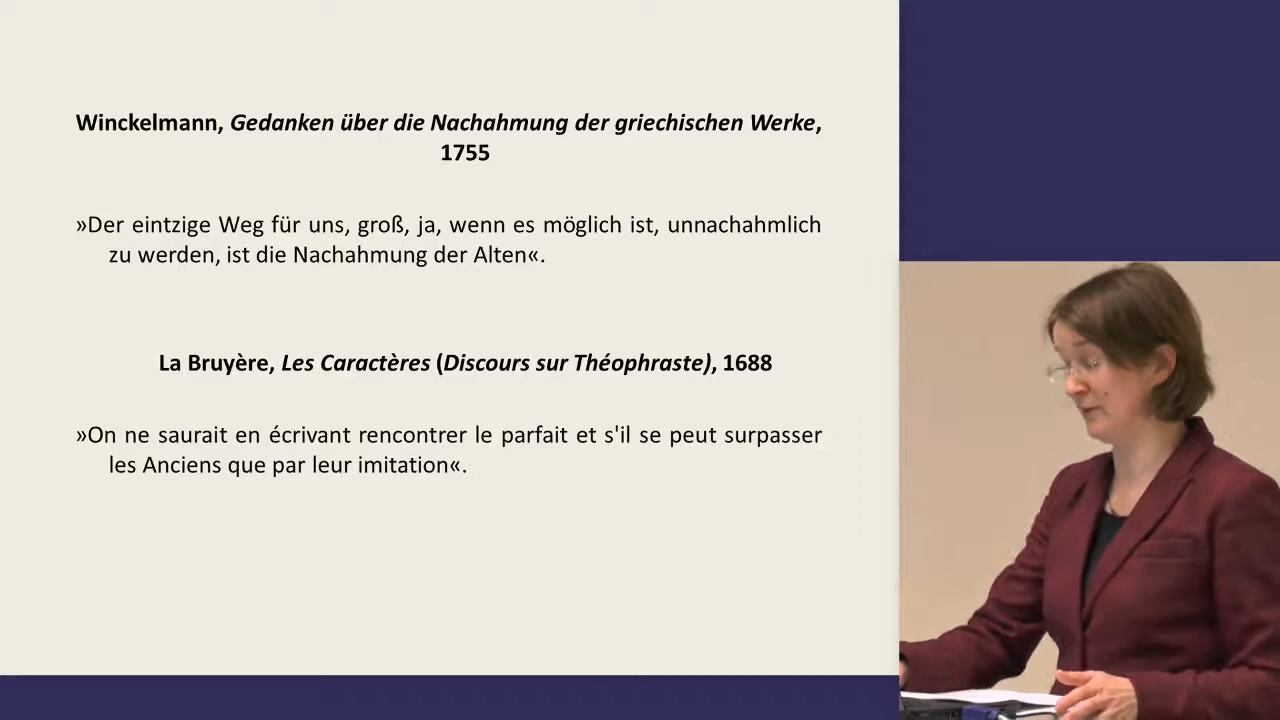 Winckelmann, Gedanken über die Nachahmung der griechischen Werke,
1755
»Der eintzige Weg für uns, groß, ja, wenn es möglich ist, unnachahmlich
zu werden, ist die Nachahmung der Alten«.
La Bruyère, Les Caractères (Discours sur Théophraste), 1688
»On ne saurait en écrivant rencontrer le parfait et s'il se peut surpasser
les Anciens que par leur imitation«.